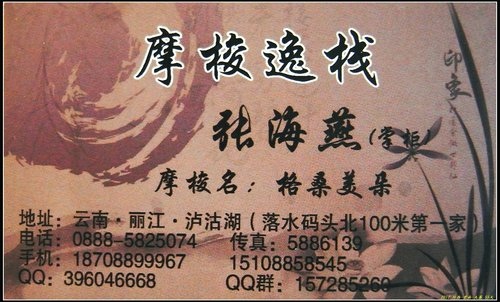 摩梭逸栈
印象
张海燕(掌柜)
摩梭名：格桑美朵
地址：云南·丽江·泸沽湖（落水码头北100米第一家）
电话：0888-5825074 传真：5886139
手机：18708899967 15108858545
QQ：396046668 QQ群：157285260